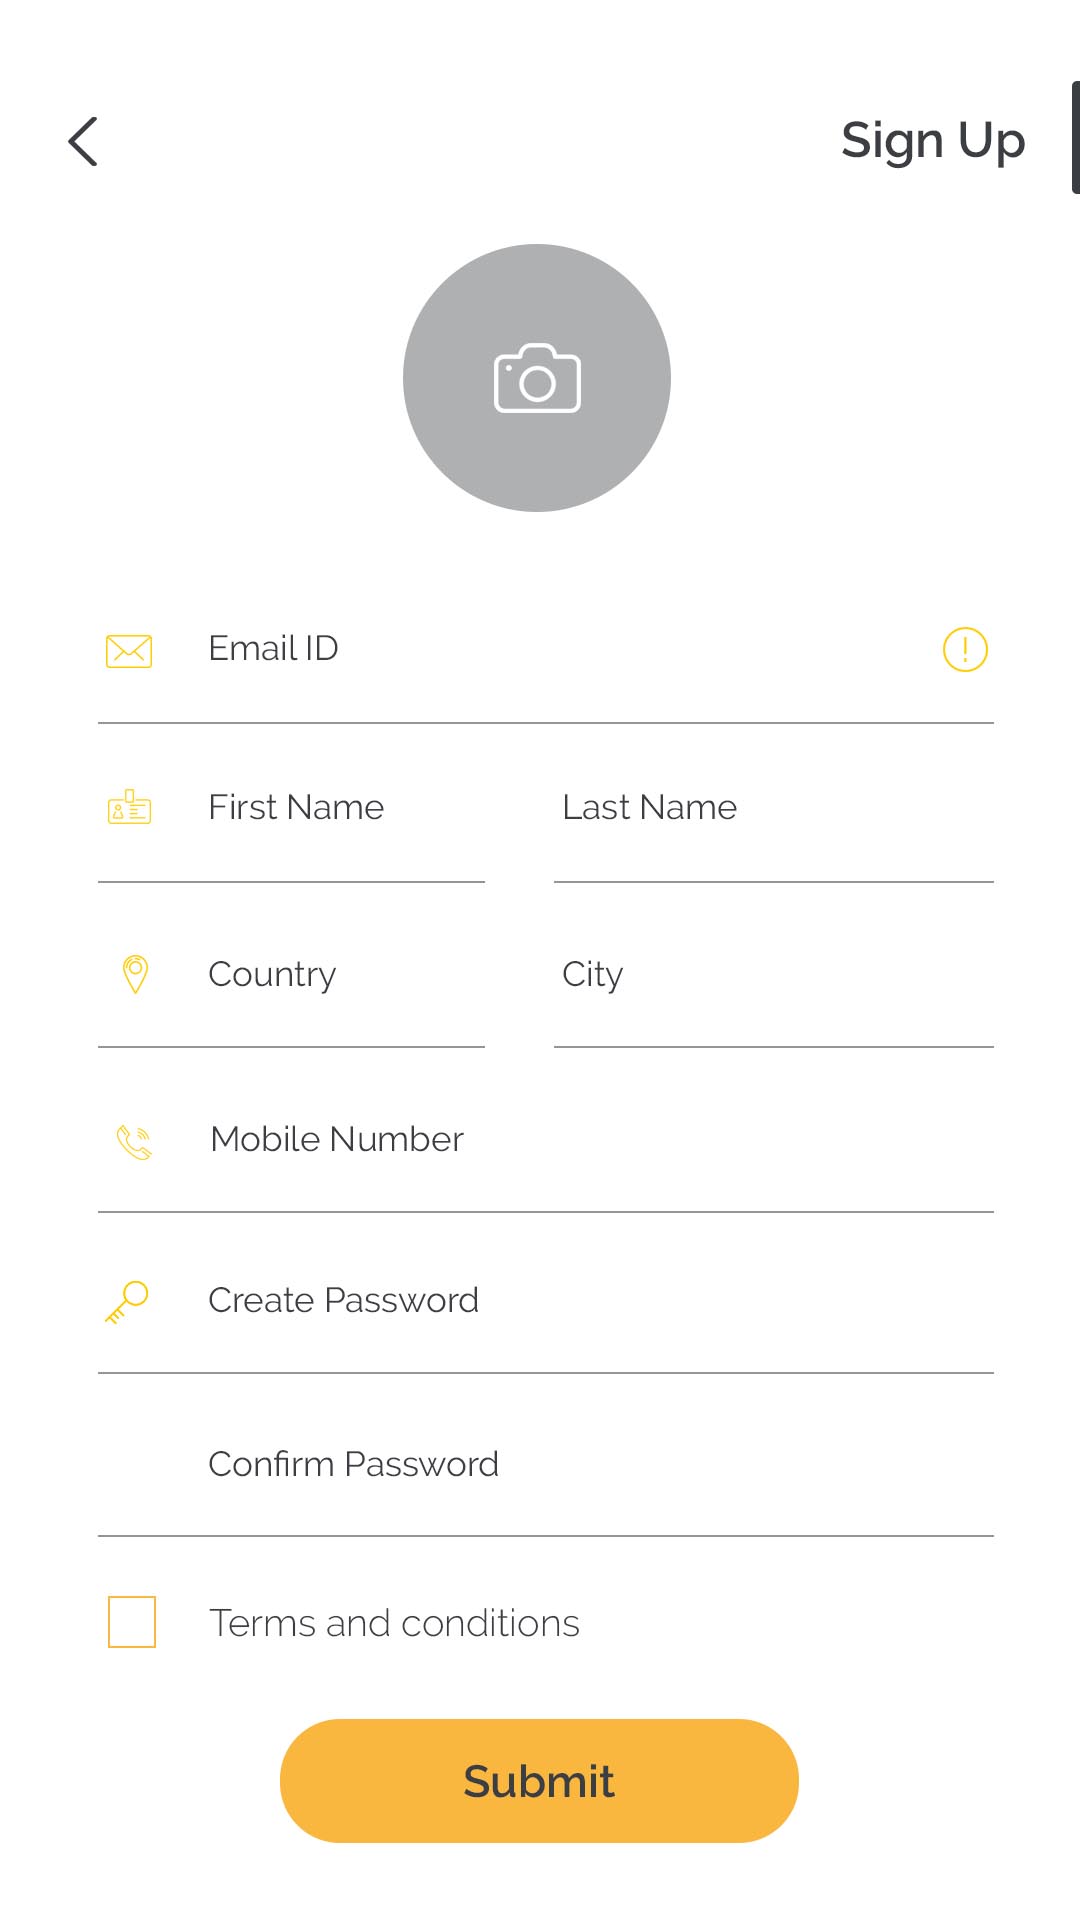 Sign Up
Email ID
First Name
Last Name
Country
City
Mobile Number
Create Password
Confirm Password
Terms and conditions
Submit